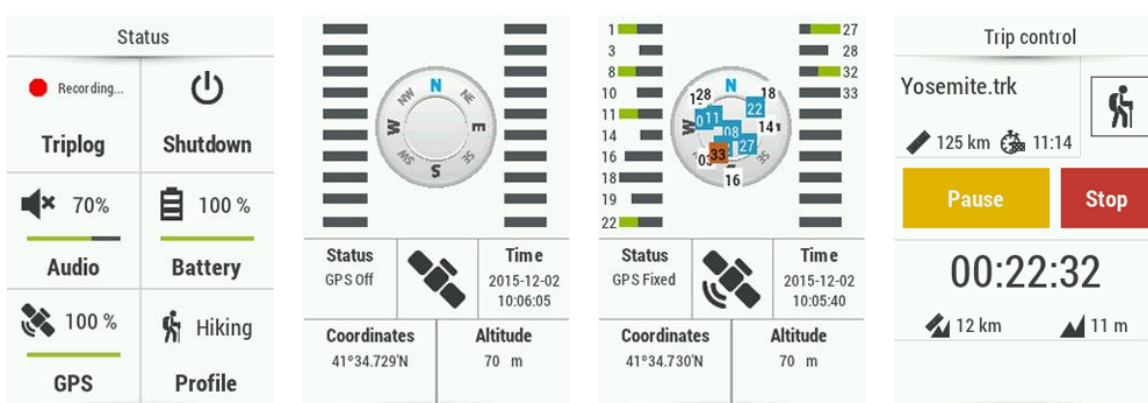 Status
Recording...
Triplog
Shutdown
70%
100 %
Audio
Battery
100 %
Hiking
GPS
Profile
N
NE
E
SE
S
SW
W
NW
Status
GPS Off
Time
2015-12-02
10:06:05
Coordinates
41°34.729'N
Altitude
70 m
1
3
8
10
11
14
16
18
19
22
27
28
32
33
N
W
S
SE
28
18
11
22
08
14
27
03
33
16
Status
GPS Fixed
Time
2015-12-02
10:05:40
Coordinates
41°34.730'N
Altitude
70 m
Trip control
Yosemite.trk
125 km
11:14
Pause
Stop
00:22:32
12 km
11 m